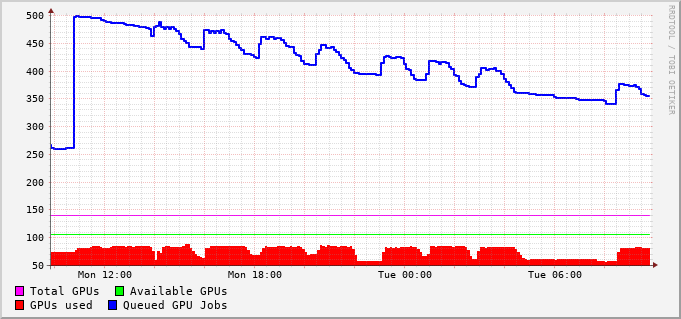 500
450
400
350
300
250
200
150
100
50
Mon 12:00 Mon 18:00 Tue 00:00 Tue 06:00
Total GPUs Available GPUs
GPUs used Queued GPU Jobs
RRDTOOL / TOBI OETIKER